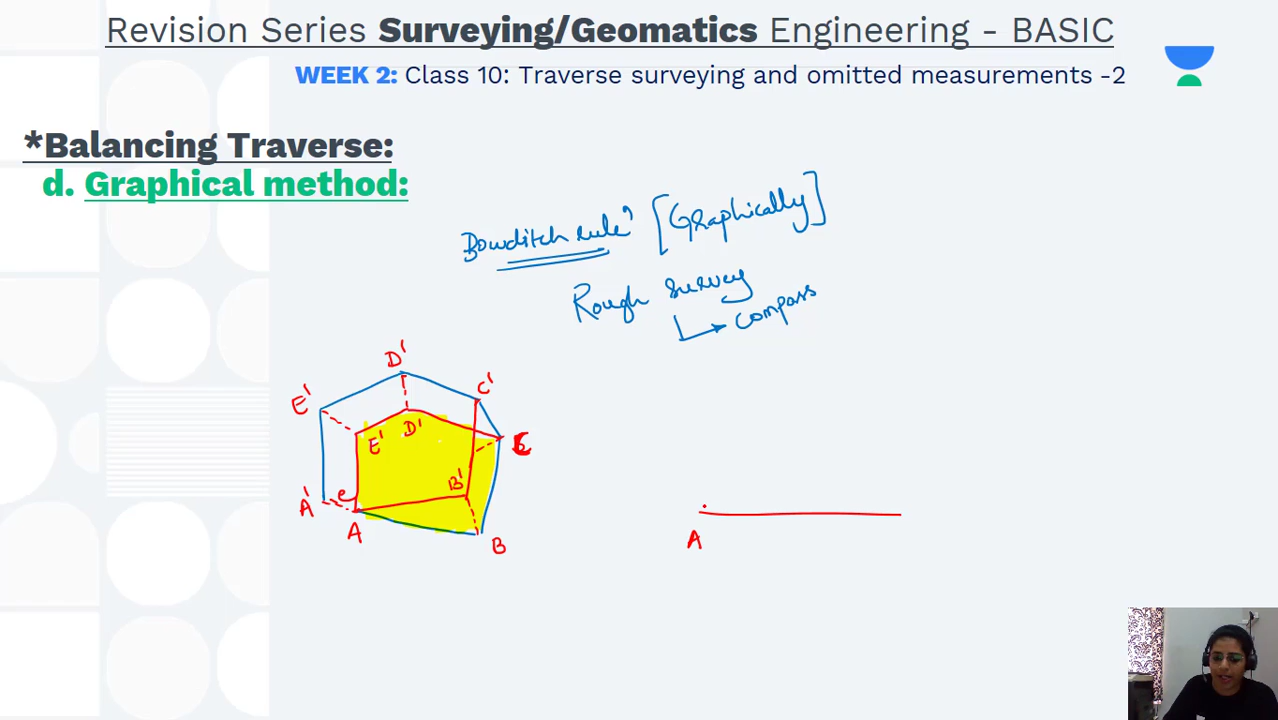 Revision Series Surveying/Geomatics Engineering - BASIC
WEEK 2: Class 10: Traverse surveying and omitted measurements -2
*Balancing Traverse:
d. Graphical method:
Bowditch rule' [Graphically]
Rough survey
compass
D'
C'
E'
D'
E'
B'
A'
e
A
B
A